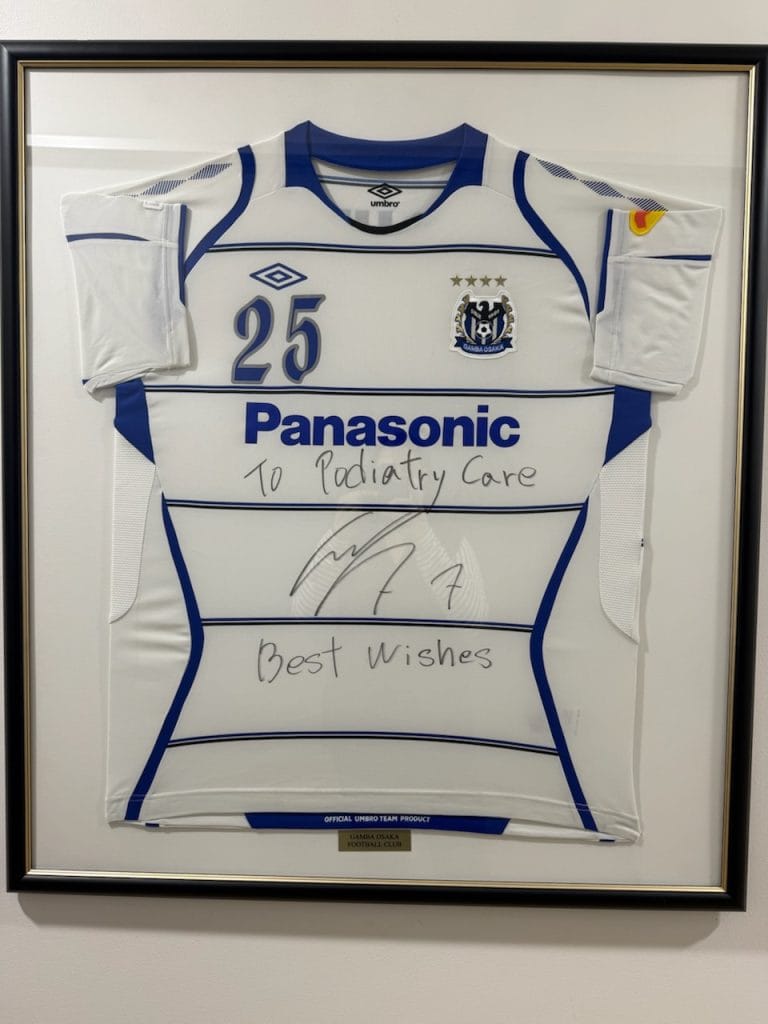 umbro
25
GAMBA OSAKA
Panasonic
To Podiatry Care
7
Best Wishes
OFFICIAL UMBRO TEAM PRODUCT
GAMBA OSAKA
FOOTBALL CLUB